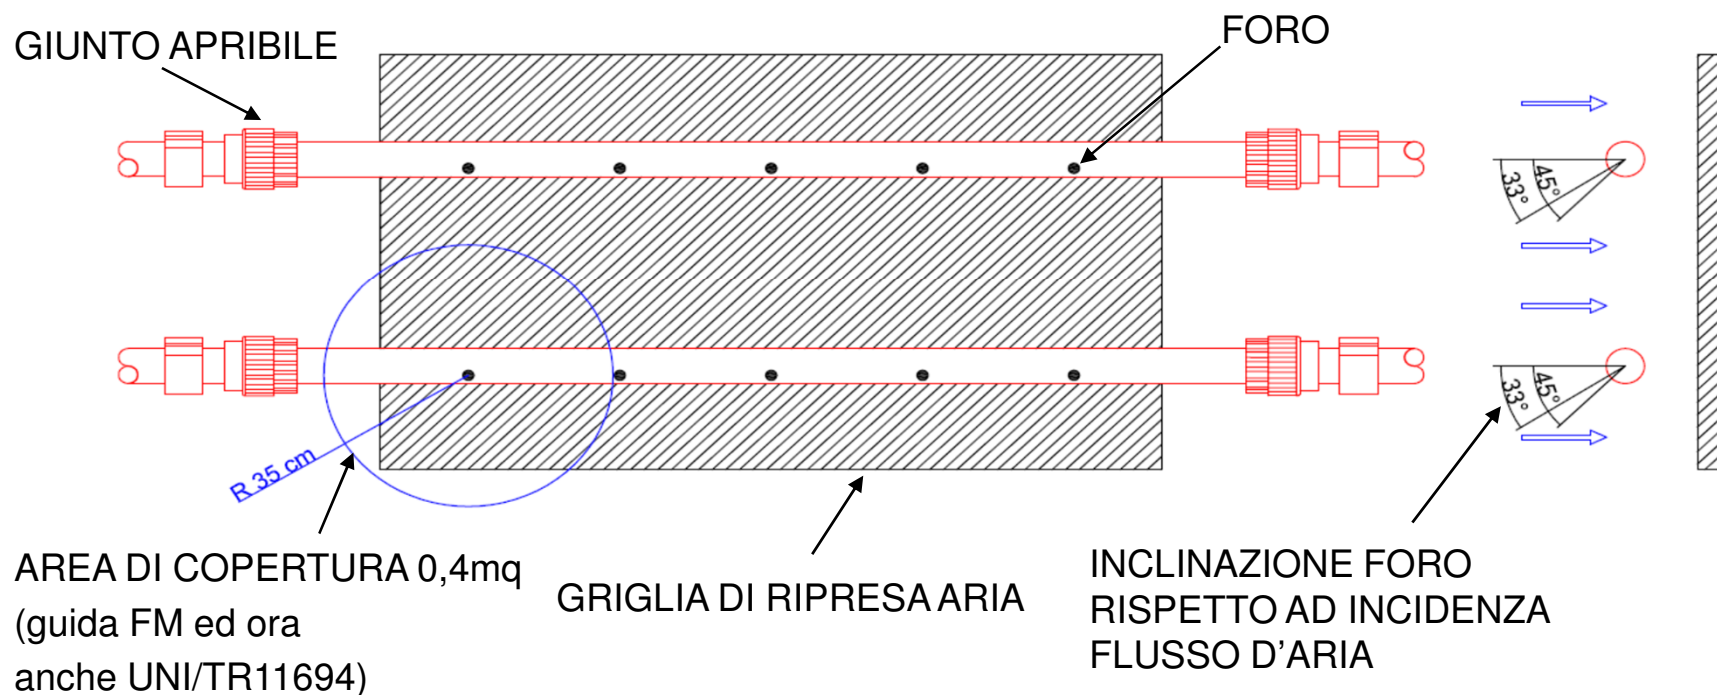 GIUNTO APRIBILE
FORO
33°
45°
33°
45°
R 35 cm
AREA DI COPERTURA 0,4mq
(guida FM ed ora
anche UNI/TR11694)
GRIGLIA DI RIPRESA ARIA
INCLINAZIONE FORO
RISPETTO AD INCIDENZA
FLUSSO D'ARIA